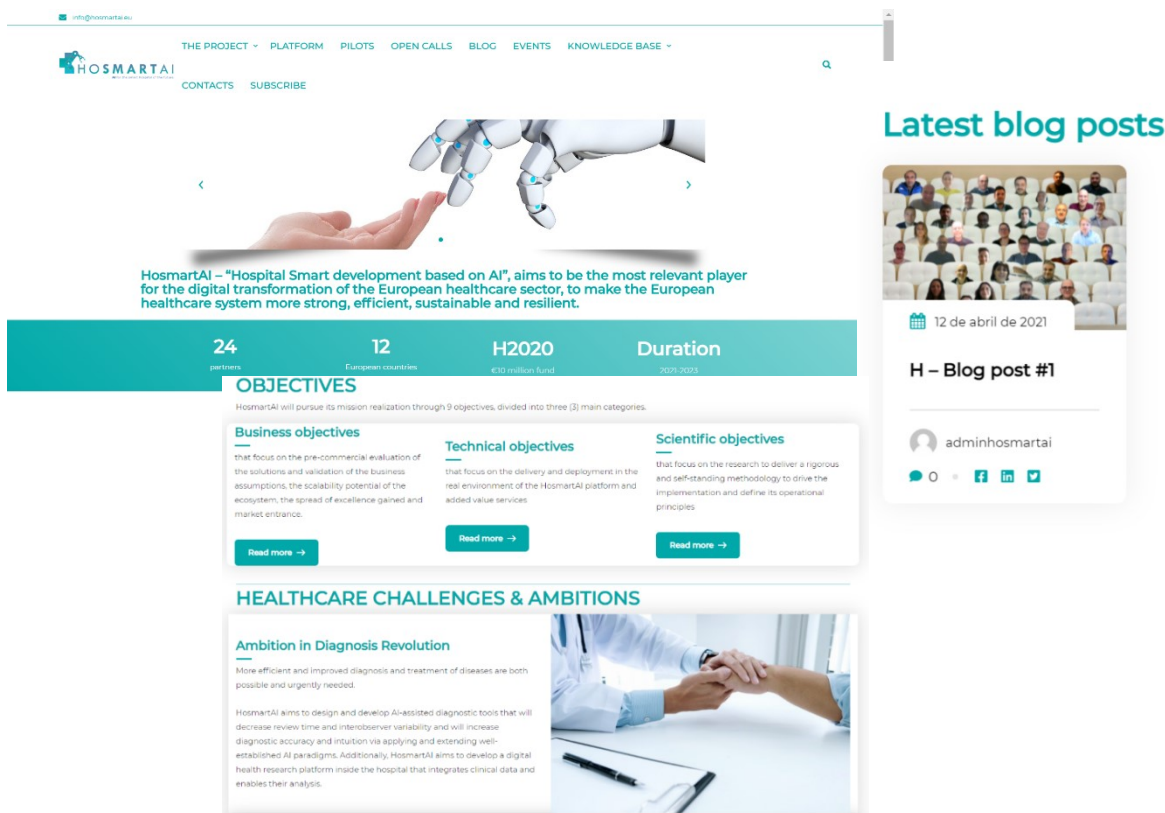 info@hosmartai.eu
THE PROJECT PLATFORM PILOTS OPEN CALLS BLOG EVENTS KNOWLEDGE BASE
HOSMARTAI
CONTACTS SUBSCRIBE
HosmartAI – “Hospital Smart development based on AI”, aims to be the most relevant player
for the digital transformation of the European healthcare sector, to make the European
healthcare system more strong, efficient, sustainable and resilient.
24
partners
12
European countries
H2020
€10 million fund
Duration
2021-2023
OBJECTIVES
HosmartAI will pursue its mission realization through 9 objectives, divided into three (3) main categories.
Business objectives
that focus on the pre-commercial evaluation of
the solutions and validation of the business
assumptions, the scalability potential of the
ecosystem, the spread of excellence gained and
market entrance.
Read more →
Technical objectives
that focus on the delivery and deployment in the
real environment of the HosmartAI platform and
added value services
Read more →
Scientific objectives
that focus on the research to deliver a rigorous
and self-standing methodology to drive the
implementation and define its operational
principles
Read more →
HEALTHCARE CHALLENGES & AMBITIONS
Ambition in Diagnosis Revolution
More efficient and improved diagnosis and treatment of diseases are both
possible and urgently needed.
HosmartAI aims to design and develop AI-assisted diagnostic tools that will
decrease review time and interobserver variability and will increase
diagnostic accuracy and intuition via applying and extending well-
established AI paradigms. Additionally, HosmartAI aims to develop a digital
health research platform inside the hospital that integrates clinical data and
enables their analysis.
Latest blog posts
12 de abril de 2021
H – Blog post #1
adminhosmartai
0